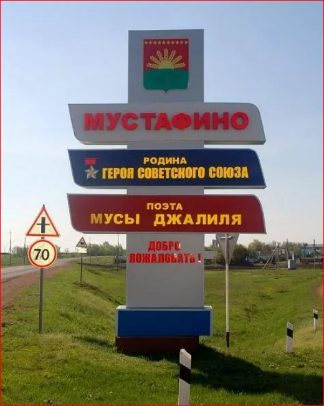 МУСТАФИНО
РОДИНА
ГЕРОЯ СОВЕТСКОГО СОЮЗА
ПОЭТА
МУСЫ ДЖАЛИЛЯ
ДОБРО
ПОЖАЛОВАТЬ!
70